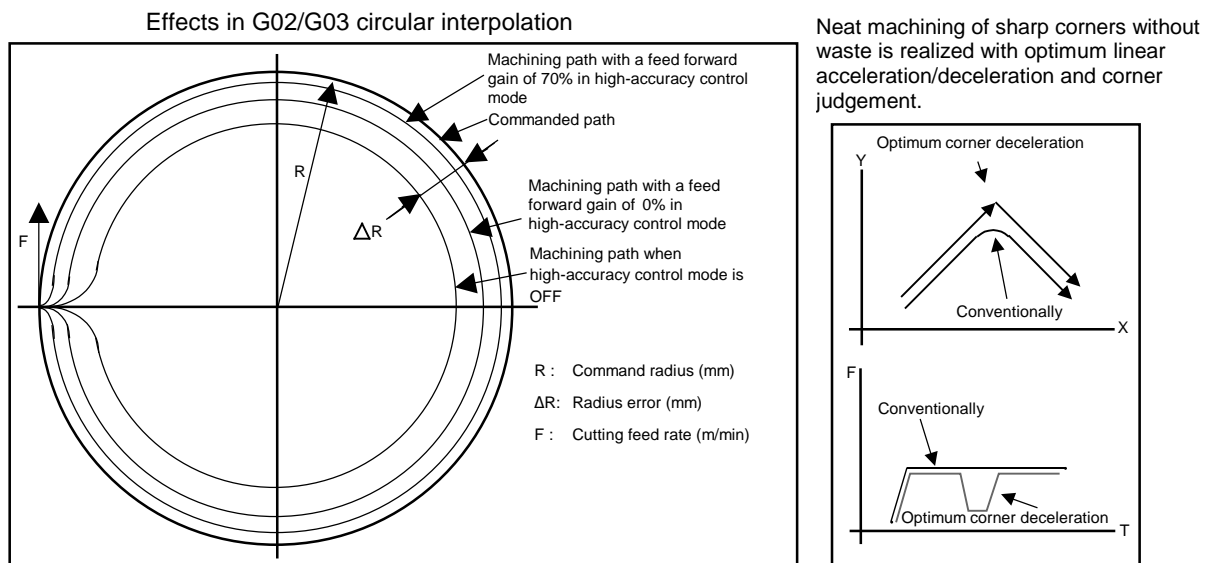 Effects in G02/G03 circular interpolation
Machining path with a feed forward
gain of 70% in high-accuracy control
mode
Commanded path
R
Machining path with a feed
forward gain of 0% in
high-accuracy control mode
ΔR
F
Machining path when
high-accuracy control mode is
OFF
R : Command radius (mm)
ΔR: Radius error (mm)
F : Cutting feed rate (m/min)
Neat machining of sharp corners without
waste is realized with optimum linear
acceleration/deceleration and corner
judgement.
Optimum corner deceleration
Y
Conventionally
X
F
Conventionally
Optimum corner deceleration
T